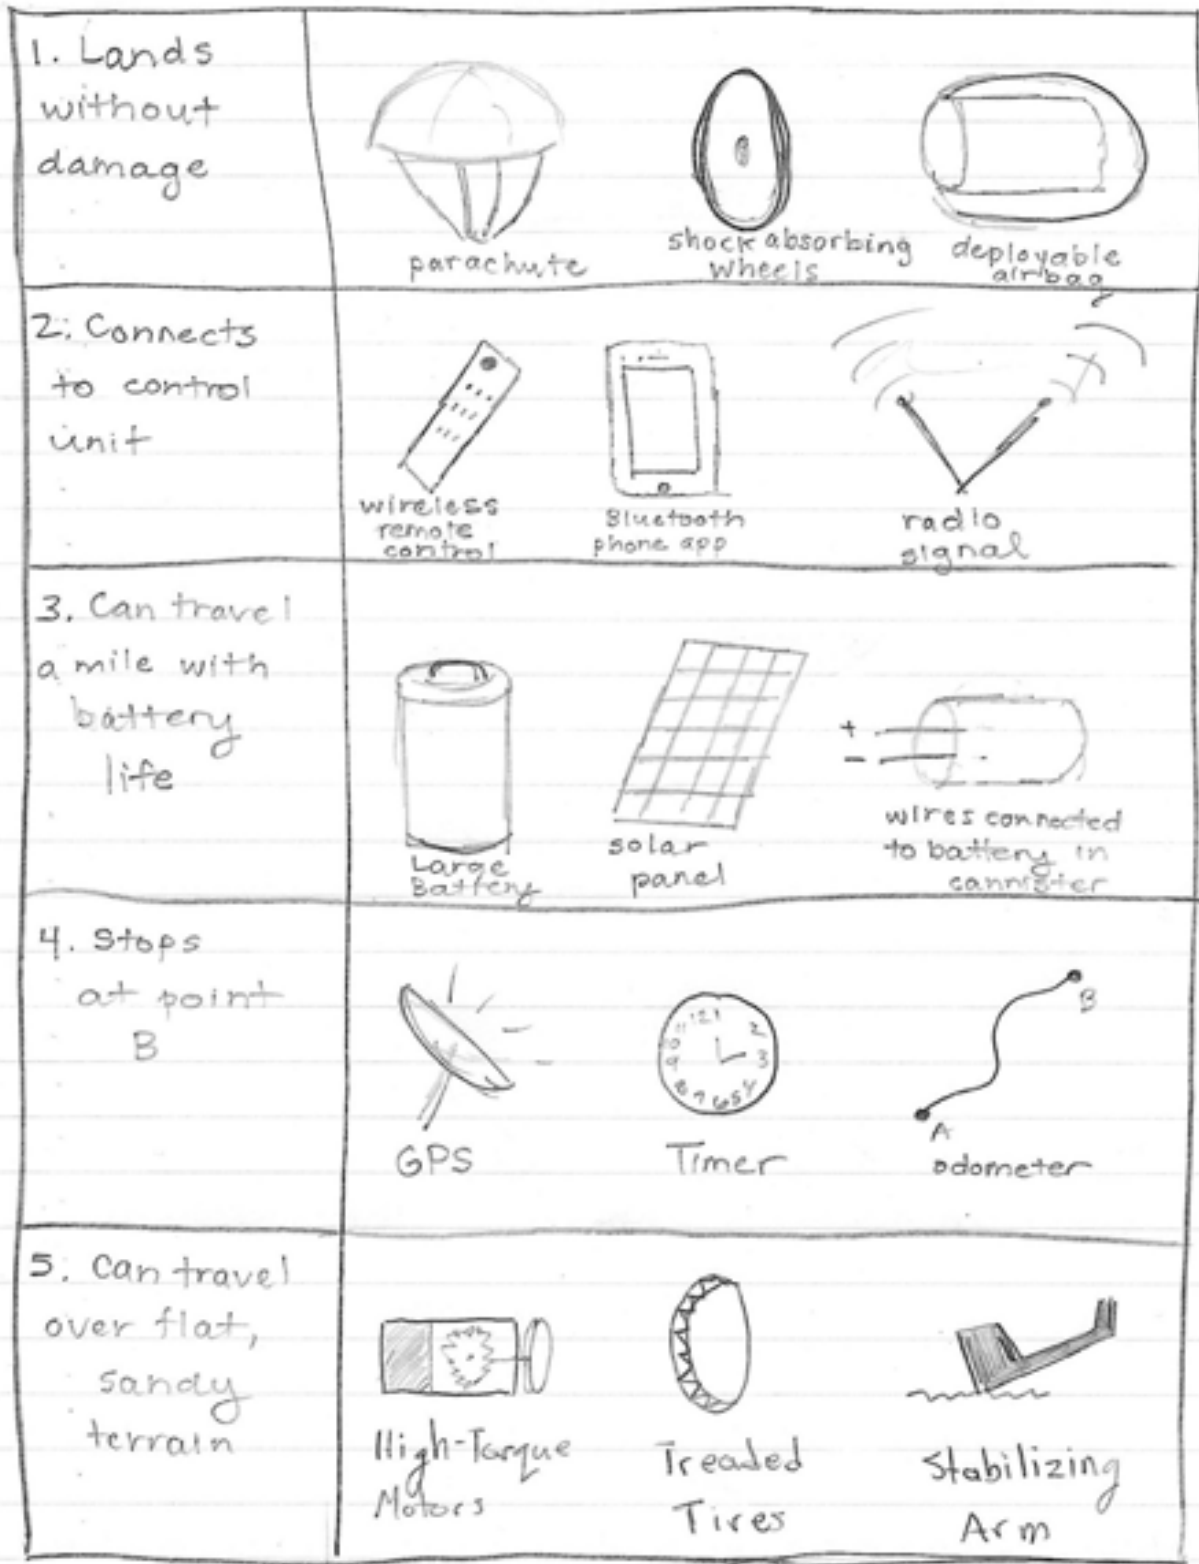 1. Lands
without
damage
parachute
shock absorbing
wheels
deployable
airbag
2. Connects
to control
unit
wireless
remote
control
Bluetooth
phone app
radio
signal
3. Can travel
a mile with
battery
life
Large
Battery
solar
panel
+
-
wires connected
to battery in
cannister
4. Stops
at point
B
12 1 2 3 4 5 6 7 8 9 10 11
A
B
GPS
Timer
odometer
5. Can travel
over flat,
sandy
terrain
High-Torque
Motors
Treaded
Tires
Stabilizing
Arm